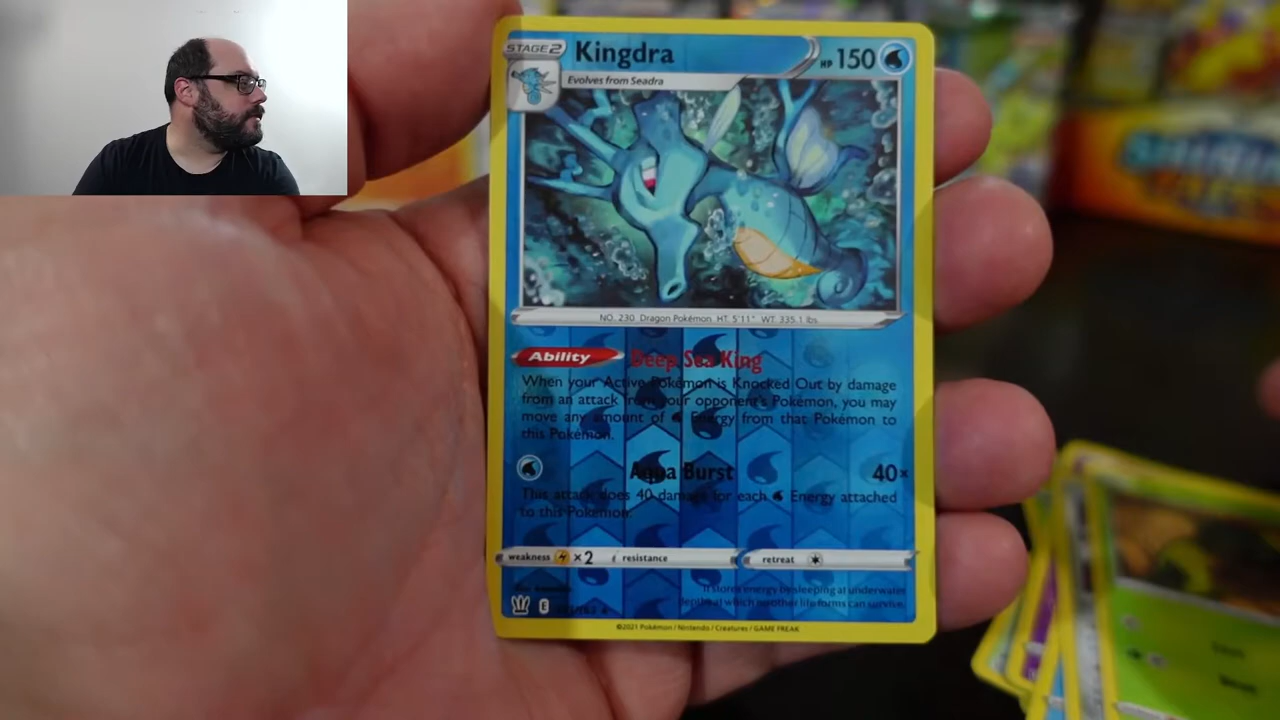 STAGE2
Kingdra
HP 150
Evolves from Seadra
NO. 230 Dragon Pokémon HT: 5'11" WT: 335.1 lbs.
Ability Deep Sea King
When your Active Pokémon is Knocked Out by damage
from an attack from your opponent's Pokémon, you may
move any amount of Energy from that Pokémon to
this Pokémon.
Aqua Burst 40×
This attack does 40 damage for each Energy attached
to this Pokémon.
weakness ×2 resistance retreat
It stores energy by sleeping at underwater
depths at which no other life forms can survive.
E
©2021 Pokémon / Nintendo / Creatures / GAME FREAK
SHINING